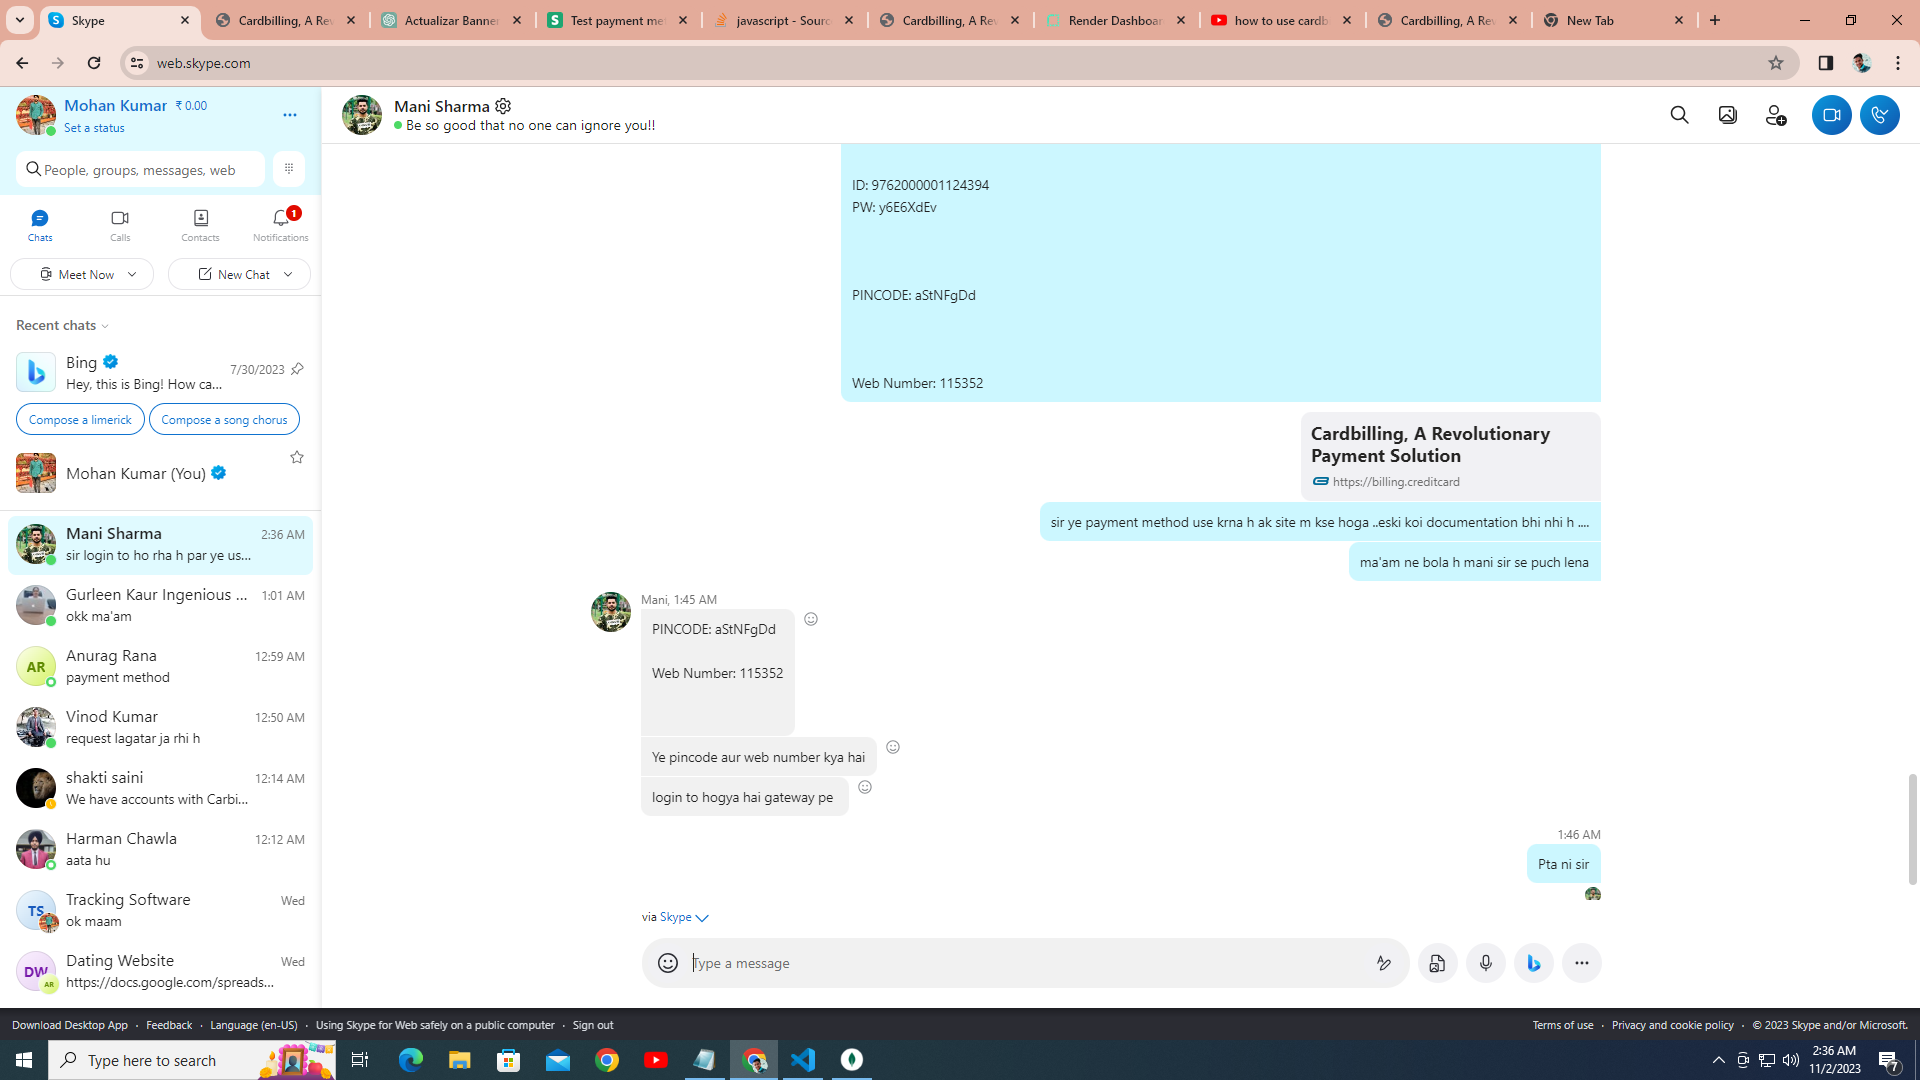 Skype
Cardbilling, A Rev
Actualizar Banner
Test payment met
javascript - Sourc
Cardbilling, A Rev
Render Dashboar
how to use cardb
Cardbilling, A Rev
New Tab
web.skype.com
Mohan Kumar ₹ 0.00
Set a status
People, groups, messages, web
Chats
Calls
Contacts
1
Notifications
Meet Now
New Chat
Recent chats
Bing
7/30/2023
Hey, this is Bing! How ca...
Compose a limerick
Compose a song chorus
Mohan Kumar (You)
Mani Sharma
2:36 AM
sir login to ho rha h par ye us...
Gurleen Kaur Ingenious ...
1:01 AM
okk ma'am
AR
Anurag Rana
12:59 AM
payment method
Vinod Kumar
12:50 AM
request lagatar ja rhi h
shakti saini
12:14 AM
We have accounts with Carbi...
Harman Chawla
12:12 AM
aata hu
TS
Tracking Software
Wed
ok maam
DW
AR
Dating Website
Wed
https://docs.google.com/spreads...
Mani Sharma
Be so good that no one can ignore you!!
ID: 9762000001124394
PW: y6E6XdEv
PINCODE: aStNFgDd
Web Number: 115352
Cardbilling, A Revolutionary
Payment Solution
https://billing.creditcard
sir ye payment method use krna h ak site m kse hoga ..eski koi documentation bhi nhi h ....
ma'am ne bola h mani sir se puch lena
Mani, 1:45 AM
PINCODE: aStNFgDd
Web Number: 115352
Ye pincode aur web number kya hai
login to hogya hai gateway pe
1:46 AM
Pta ni sir
via Skype
Type a message
Download Desktop App · Feedback · Language (en-US) · Using Skype for Web safely on a public computer · Sign out
Terms of use · Privacy and cookie policy · © 2023 Skype and/or Microsoft.
Type here to search
2:36 AM
11/2/2023
7